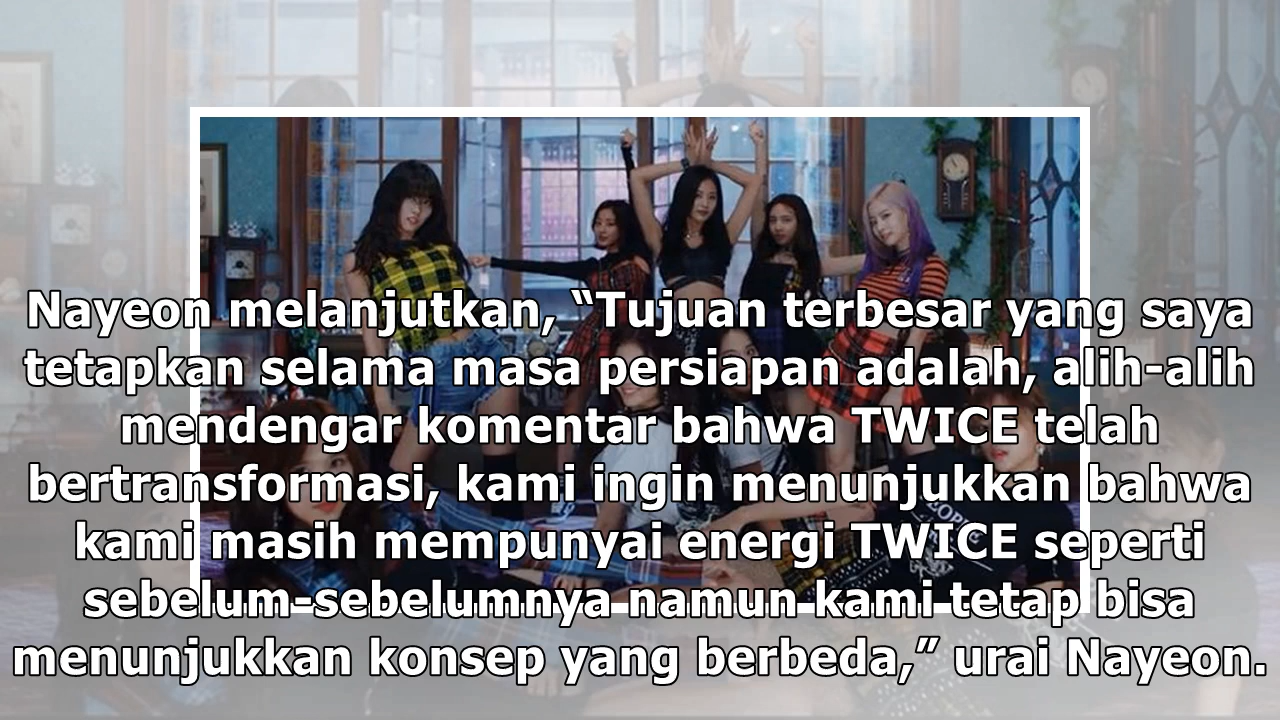 Nayeon melanjutkan, “Tujuan terbesar yang saya
tetapkan selama masa persiapan adalah, alih-alih
mendengar komentar bahwa TWICE telah
bertransformasi, kami ingin menunjukkan bahwa
kami masih mempunyai energi TWICE seperti
sebelum-sebelumnya namun kami tetap bisa
menunjukkan konsep yang berbeda,” urai Nayeon.